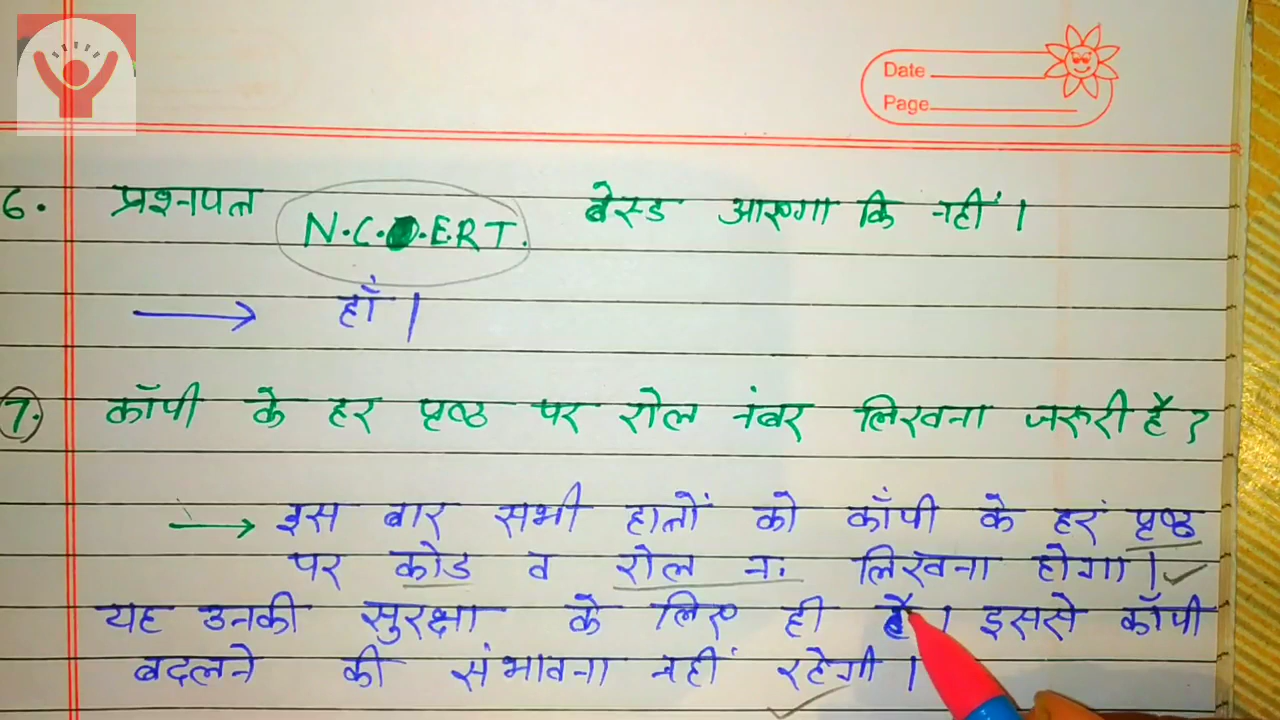 Date
Page
6. प्रश्नपत्र N.C.E.R.T. बेस्ड आएगा कि नहीं।
→ हाँ।
7. कॉपी के हर पृष्ठ पर रोल नंबर लिखना जरूरी है?
→ इस बार सभी छात्रों को कॉपी के हर पृष्ठ
पर कोड व रोल नः लिखना होगा।
यह उनकी सुरक्षा के लिए ही है। इससे कॉपी
बदलने की संभावना नहीं रहेगी।